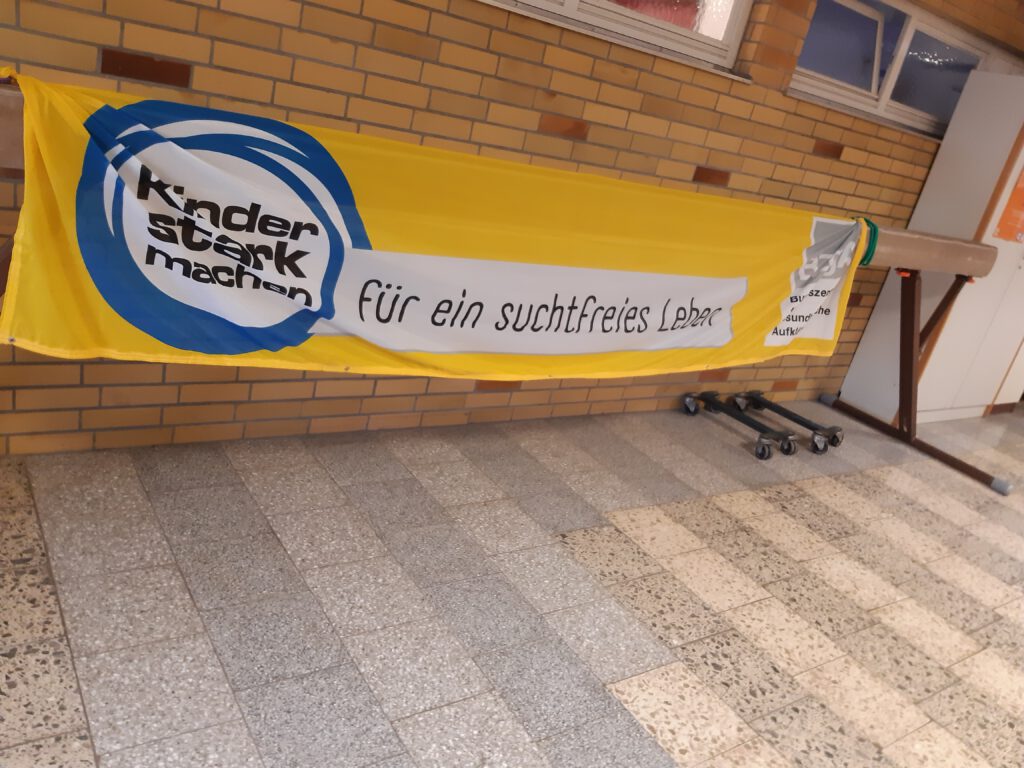 Kinder
stark
machen
für ein suchtfreies Leben